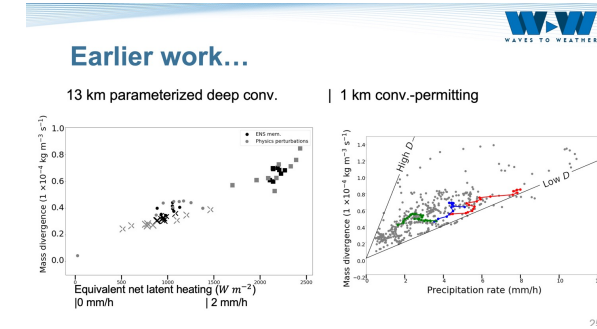 WAVES TO WEATHER
Earlier work…
13 km parameterized deep conv.
| 1 km conv.-permitting
Mass divergence (1 ×10⁻⁴ kg m⁻³ s⁻¹)
1.0
0.8
0.6
0.4
0.2
0.0
ENS mem.
Physics perturbations
0
500
1000
1500
2000
2500
Equivalent net latent heating (W m⁻²)
|0 mm/h
| 2 mm/h
Mass divergence (1 ×10⁻⁴ kg m⁻³ s⁻¹)
1.4
1.2
1.0
0.8
0.6
0.4
0.2
0.0
−0.2
High D
Low D
0
2
4
6
8
10
Precipitation rate (mm/h)